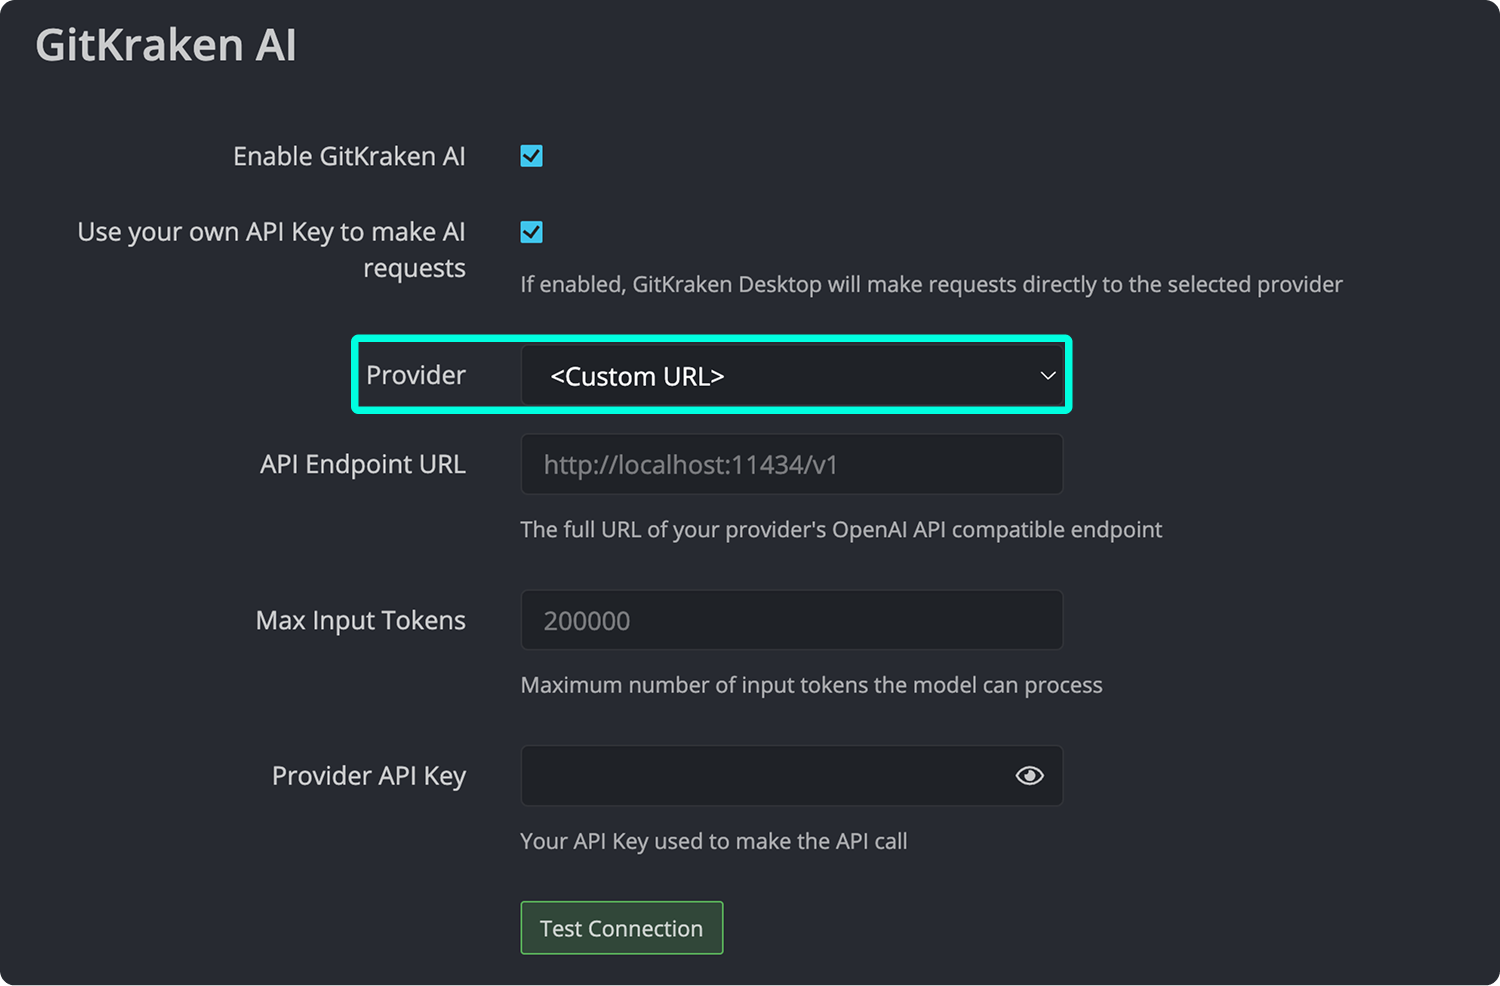 GitKraken AI
Enable GitKraken AI
Use your own API Key to make AI
requests
If enabled, GitKraken Desktop will make requests directly to the selected provider
Provider
<Custom URL>
API Endpoint URL
http://localhost:11434/v1
The full URL of your provider's OpenAI API compatible endpoint
Max Input Tokens
200000
Maximum number of input tokens the model can process
Provider API Key
Your API Key used to make the API call
Test Connection